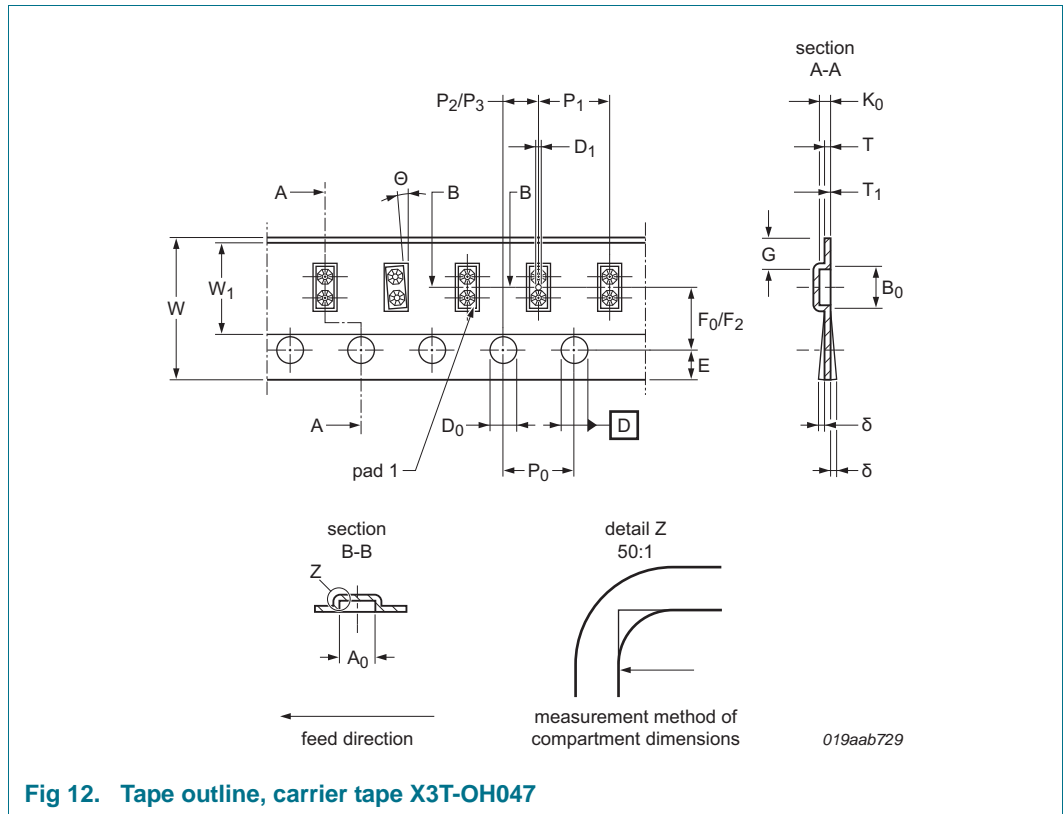 section
A-A
P2/P3
P1
K0
D1
T
Θ
A
B
B
T1
G
W
W1
B0
F0/F2
E
A
D0
D
δ
pad 1
P0
δ
section
B-B
detail Z
50:1
Z
A0
feed direction
measurement method of
compartment dimensions
019aab729
Fig 12. Tape outline, carrier tape X3T-OH047